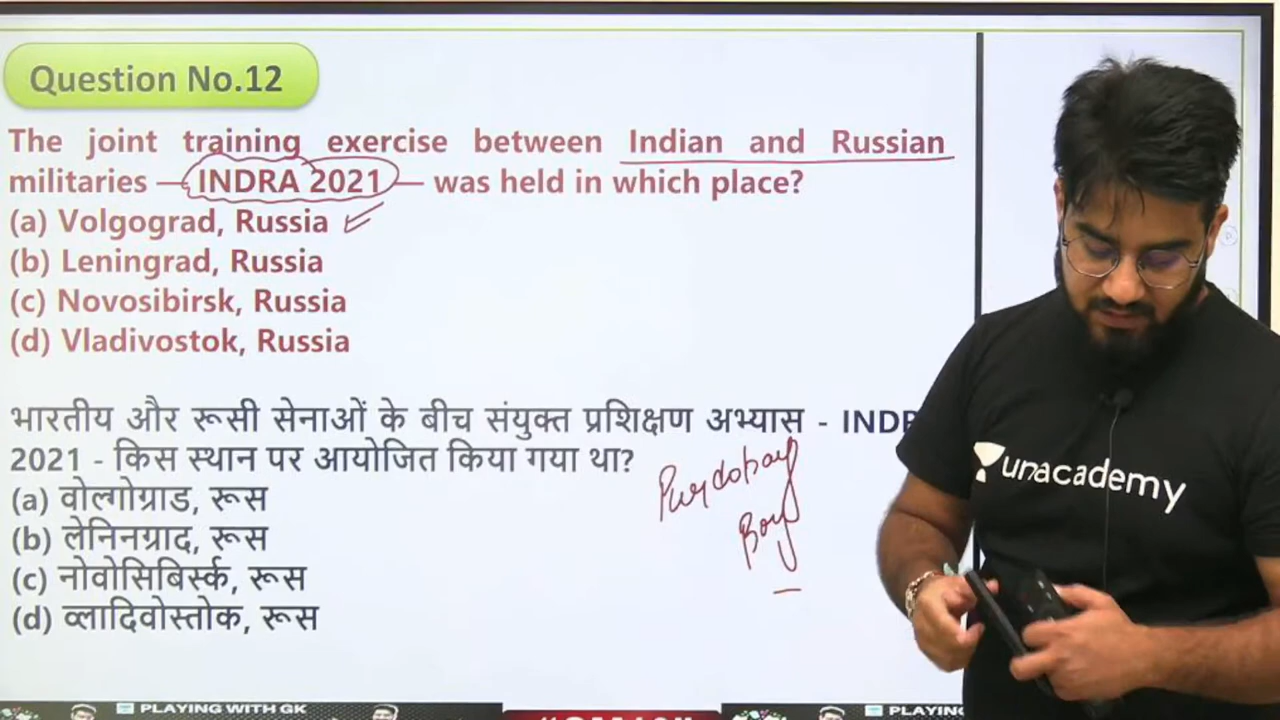 Question No.12
The joint training exercise between Indian and Russian
militaries — INDRA 2021 — was held in which place?
(a) Volgograd, Russia
(b) Leningrad, Russia
(c) Novosibirsk, Russia
(d) Vladivostok, Russia
भारतीय और रूसी सेनाओं के बीच संयुक्त प्रशिक्षण अभ्यास - INDR
2021 - किस स्थान पर आयोजित किया गया था?
(a) वोल्गोग्राड, रूस
(b) लेनिनग्राद, रूस
(c) नोवोसिबिर्स्क, रूस
(d) व्लादिवोस्तोक, रूस
unacademy
PLAYING WITH GK